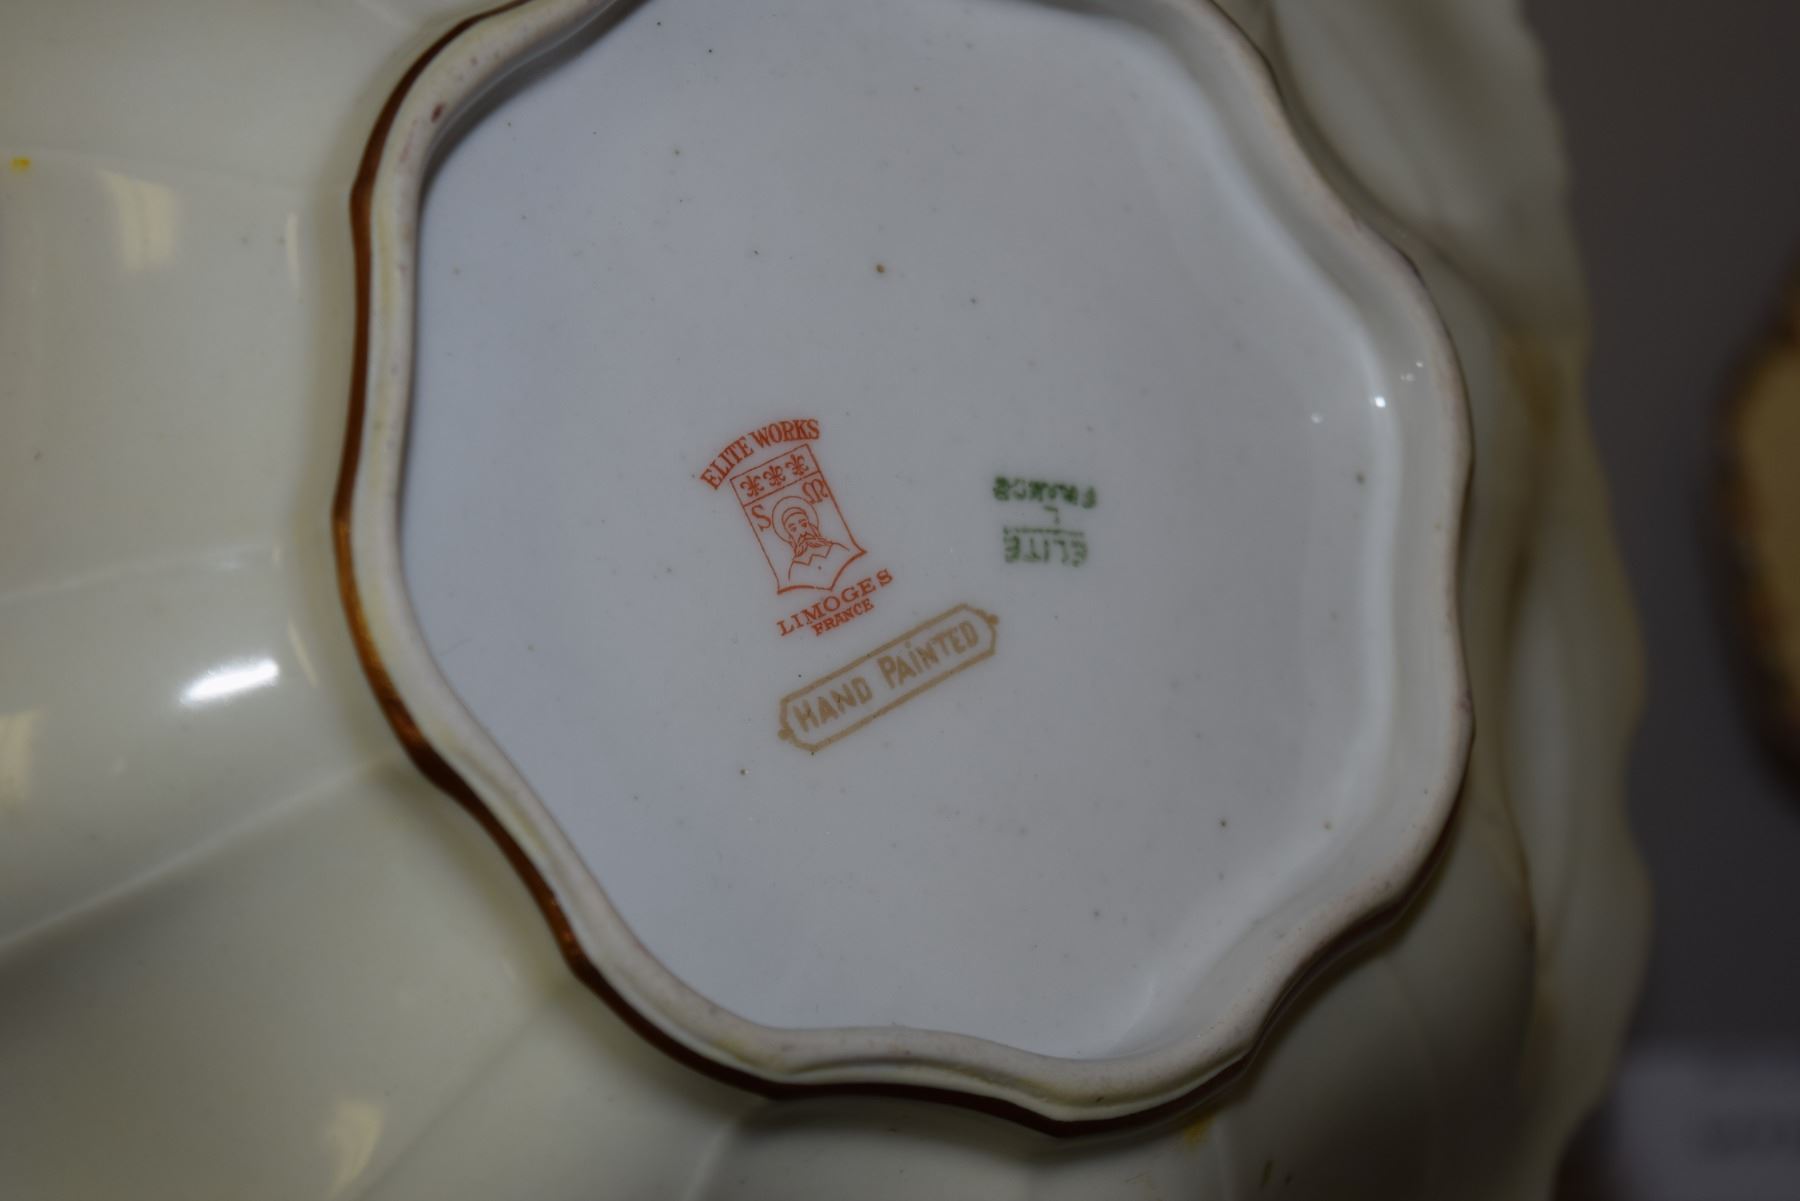 ELITE WORKS
S M
LIMOGES
FRANCE
HAND PAINTED
ELITE
L
FRANCE